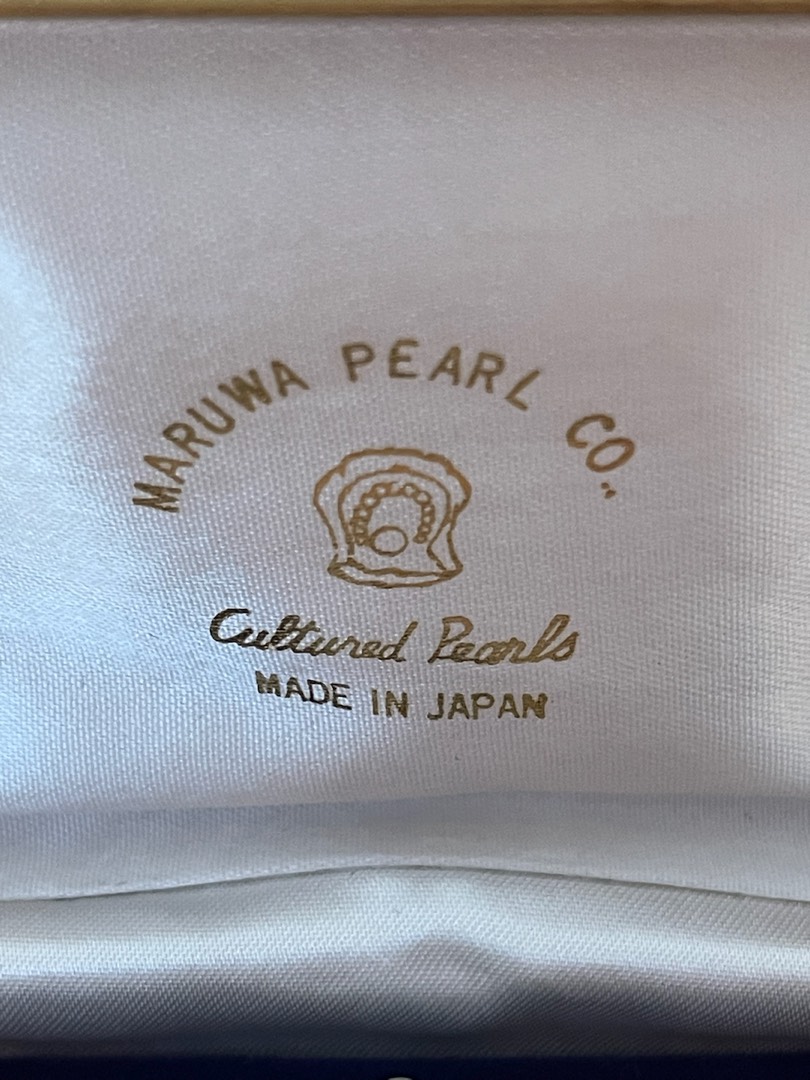 MARUWA PEARL CO.,
Cultured Pearls
MADE IN JAPAN